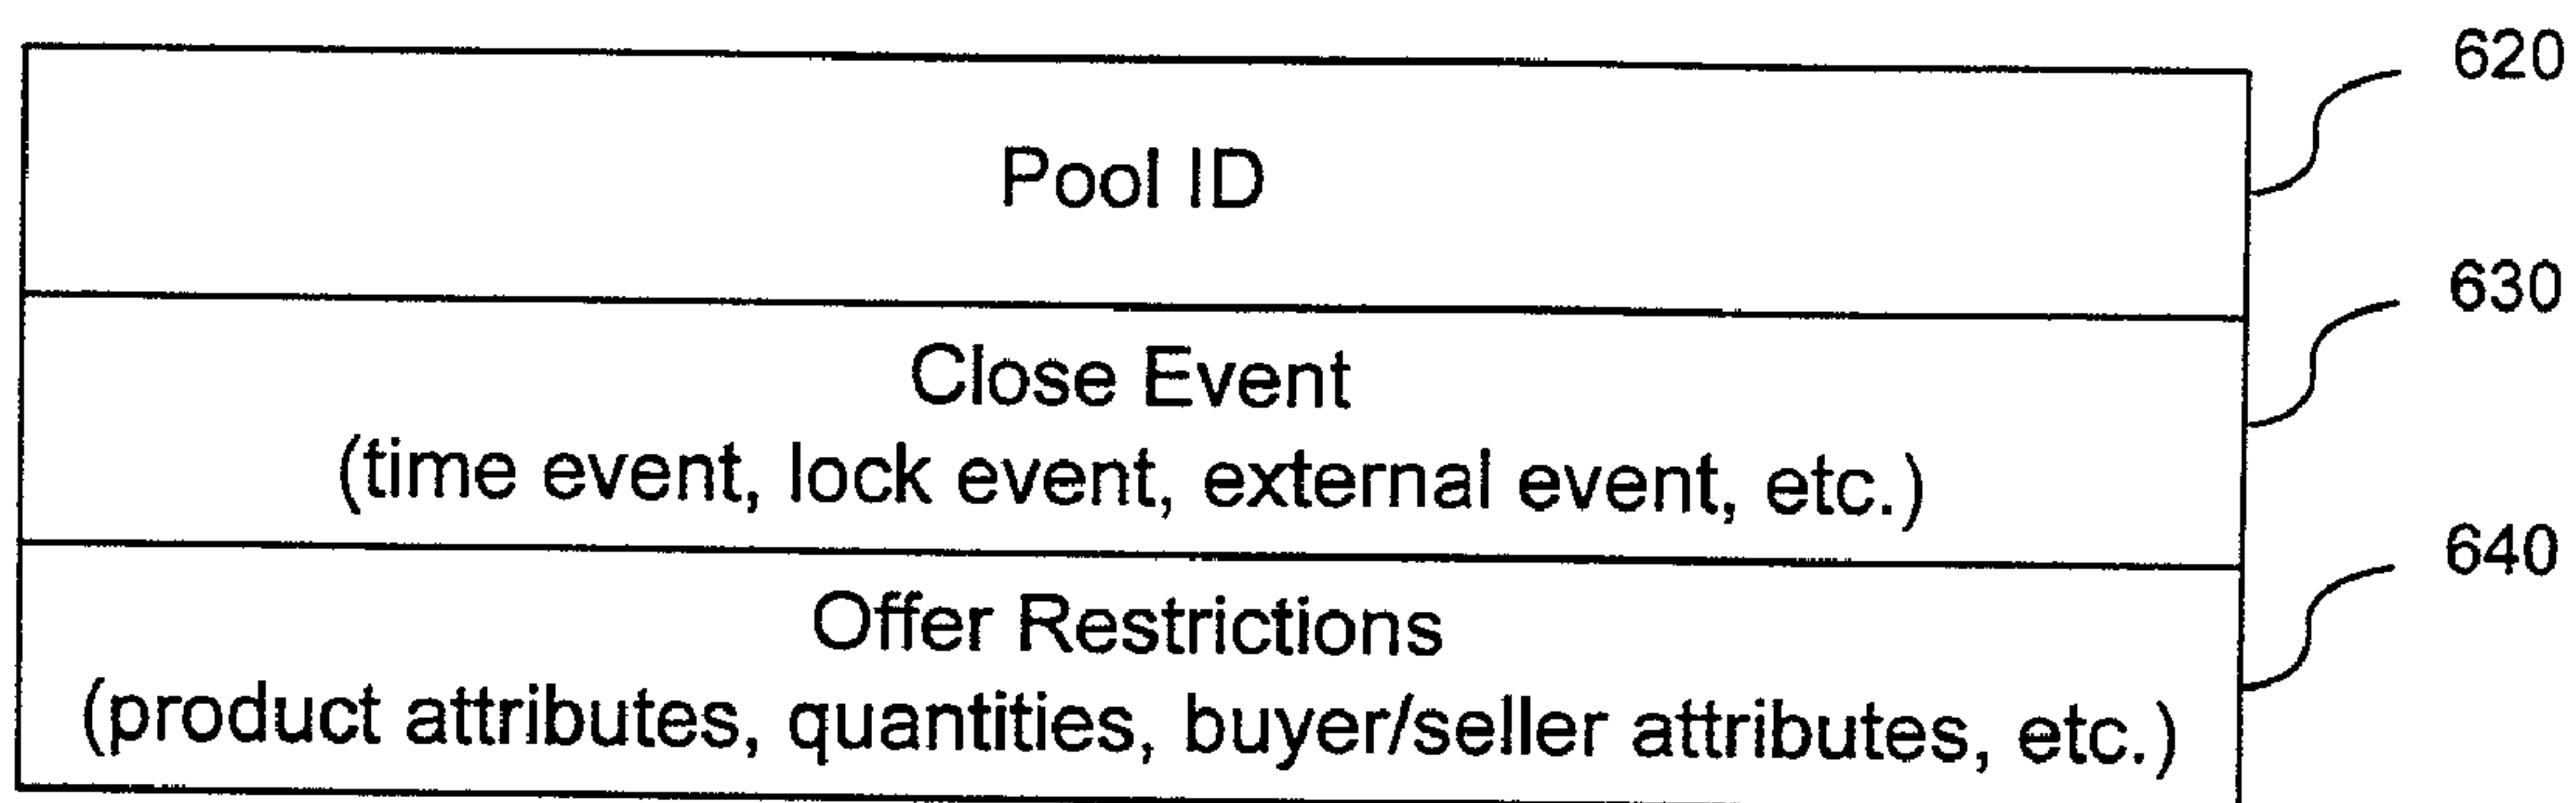 620
Pool ID
630
Close Event
(time event, lock event, external event, etc.)
640
Offer Restrictions
(product attributes, quantities, buyer/seller attributes, etc.)